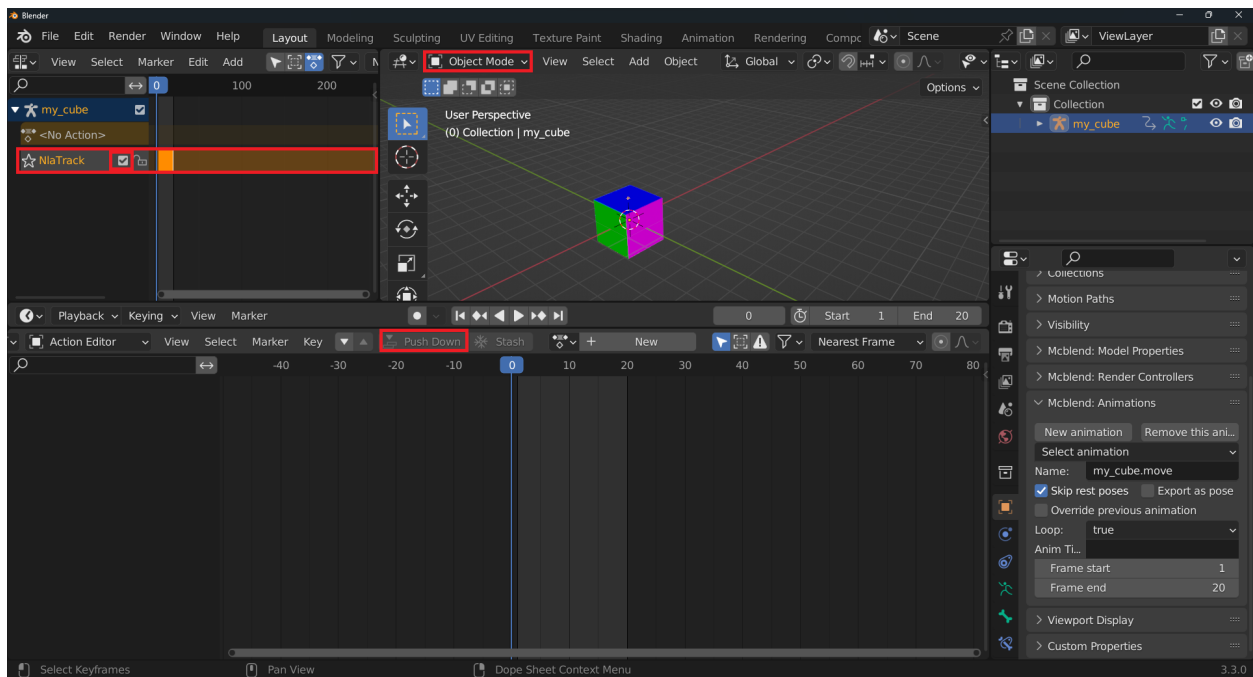 Blender
File Edit Render Window Help Layout Modeling Sculpting UV Editing Texture Paint Shading Animation Rendering Compc Scene ViewLayer
View Select Marker Edit Add
0 100 200
my_cube
<No Action>
NlaTrack
Object Mode View Select Add Object Global
Options
User Perspective
(0) Collection | my_cube
Scene Collection
Collection
my_cube
Playback Keying View Marker 0 Start 1 End 20
Action Editor View Select Marker Key Push Down Stash New Nearest Frame
-40 -30 -20 -10 0 10 20 30 40 50 60 70 80
Collections
Motion Paths
Visibility
Mcblend: Model Properties
Mcblend: Render Controllers
Mcblend: Animations
New animation Remove this ani...
Select animation
Name: my_cube.move
Skip rest poses Export as pose
Override previous animation
Loop: true
Anim Ti...
Frame start 1
Frame end 20
Viewport Display
Custom Properties
Select Keyframes Pan View Dope Sheet Context Menu 3.3.0